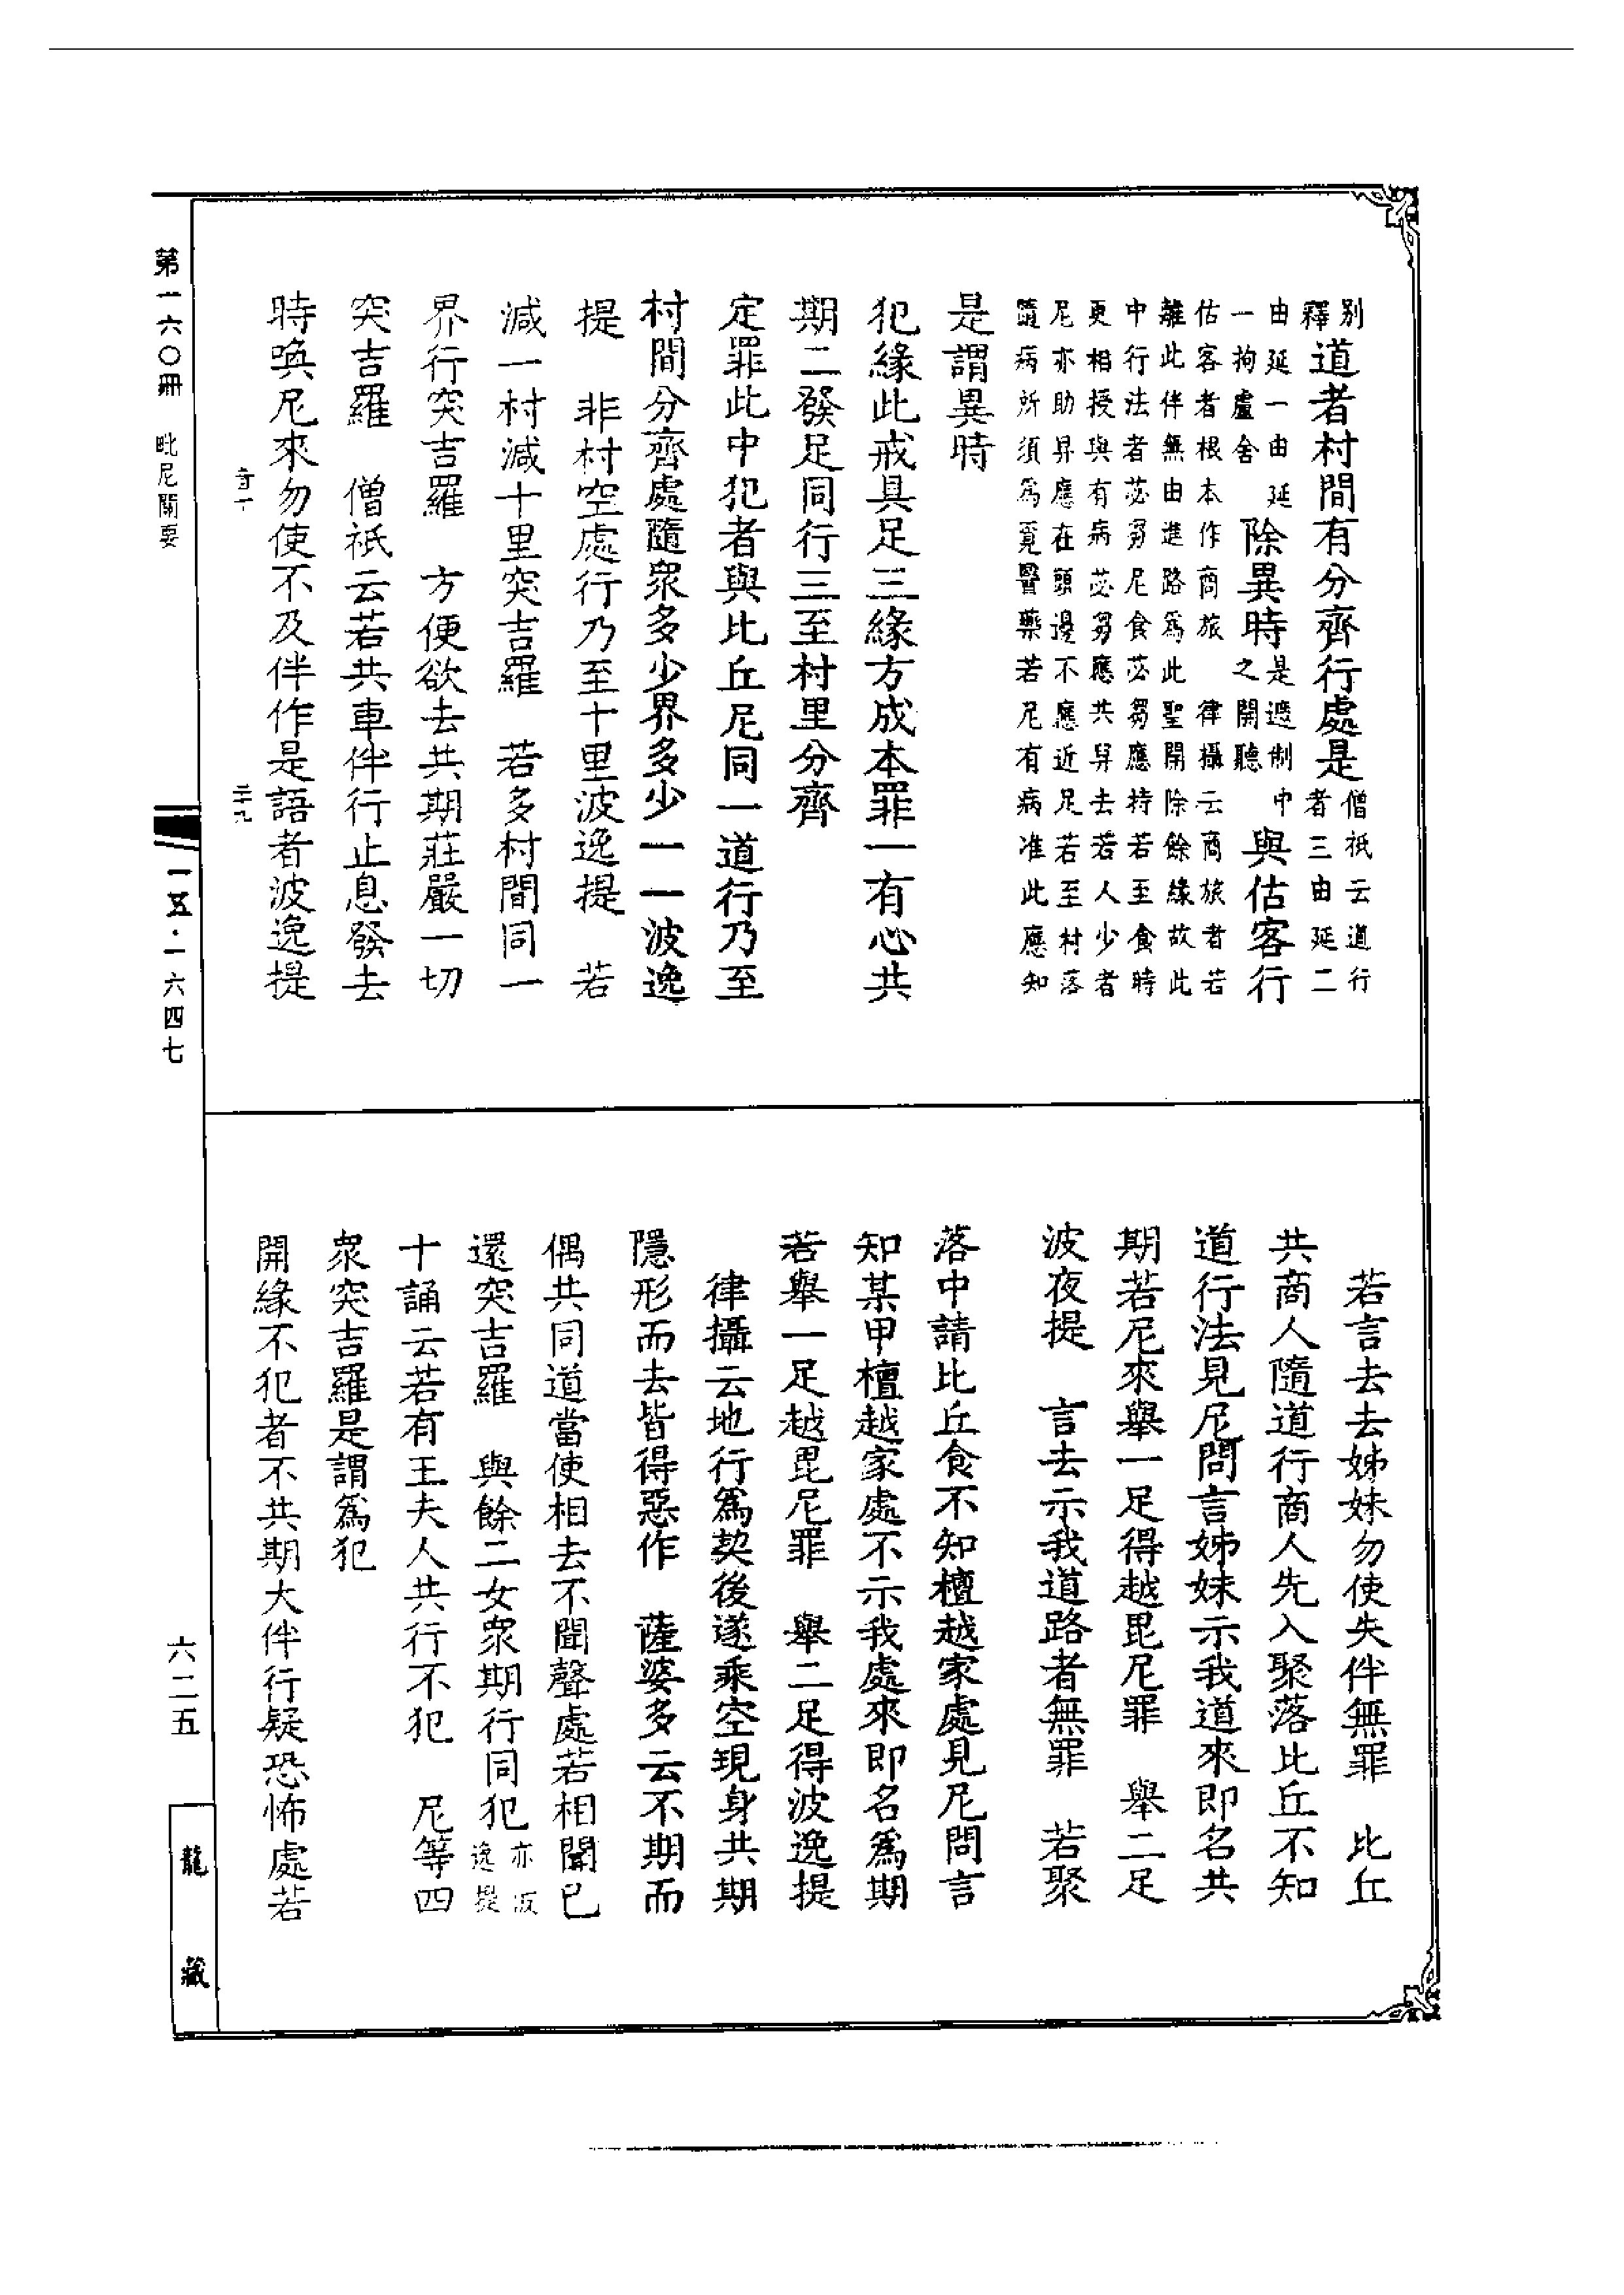 別釋道者村間有分齊行處是僧祇云道行者三由延二
由延一由延一拘盧舍除異時是遮制中之開聽與估客行
估客者根本作商旅　律攝云商旅者若
離此伴無由進路為此聖開除餘緣故此
中行法者苾芻尼食苾芻應持若至食時
更相授與有病苾芻應共舁去若人少者
尼亦助舁應在頭邊不應近足若至村落
隨病所須為覓醫藥若尼有病准此應知
是謂異時
犯緣此戒具足三緣方成本罪一有心共
期二發足同行三至村里分齊
定罪此中犯者與比丘尼同一道行乃至
村間分齊處隨衆多少界多少一一波逸
提　非村空處行乃至十里波逸提　若
減一村減十里突吉羅　若多村間同一
界行突吉羅　方便欲去共期莊嚴一切
突吉羅　僧祇云若共車伴行止息發去
時喚尼來勿使不及伴作是語者波逸提
二十九
第一六〇冊　毗尼關要
一五·一六四七
若言去去姊妹勿使失伴無罪　比丘
共商人隨道行商人先入聚落比丘不知
道行法見尼問言姊妹示我道來即名共
期若尼來舉一足得越毘尼罪　舉二足
波夜提　言去示我道路者無罪　若聚
落中請比丘食不知檀越家處見尼問言
知某甲檀越家處不示我處來即名為期
若舉一足越毘尼罪　舉二足得波逸提
律攝云地行為契後遂乘空現身共期
隱形而去皆得惡作　薩婆多云不期而
偶共同道當使相去不聞聲處若相聞已
還突吉羅　與餘二女衆期行同犯亦波逸提
十誦云若有王夫人共行不犯　尼等四
衆突吉羅是謂為犯
開緣不犯者不共期大伴行疑恐怖處若
六二五
龍藏